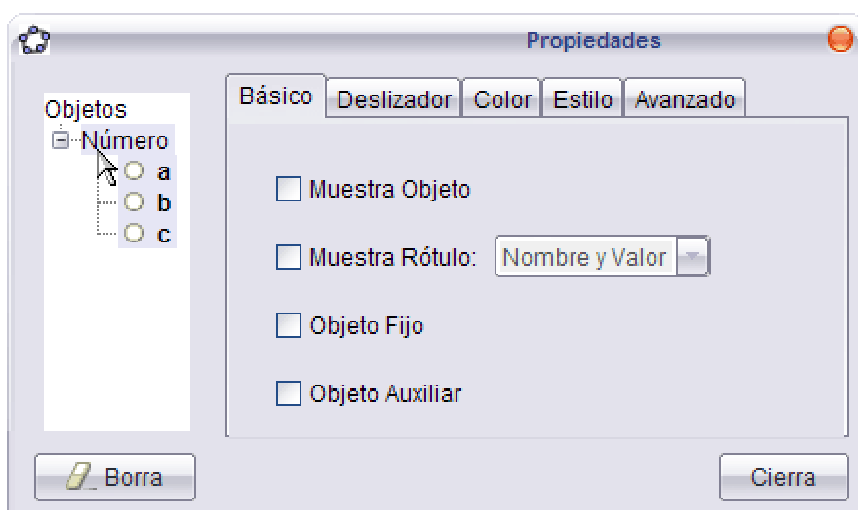 Propiedades
Objetos
Número
a
b
c
Básico Deslizador Color Estilo Avanzado
Muestra Objeto
Muestra Rótulo: Nombre y Valor
Objeto Fijo
Objeto Auxiliar
Borra Cierra